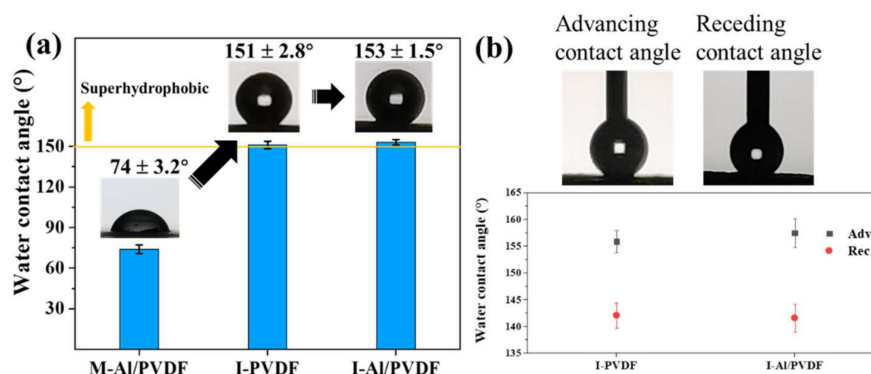 (a)
151 ± 2.8°
153 ± 1.5°
Superhydrophobic
74 ± 3.2°
Water contact angle (°)
150
120
90
60
30
M-Al/PVDF
I-PVDF
I-Al/PVDF
(b)
Advancing
contact angle
Receding
contact angle
Water contact angle (°)
165
160
155
150
145
140
135
Adv
Rec
I-PVDF
I-Al/PVDF